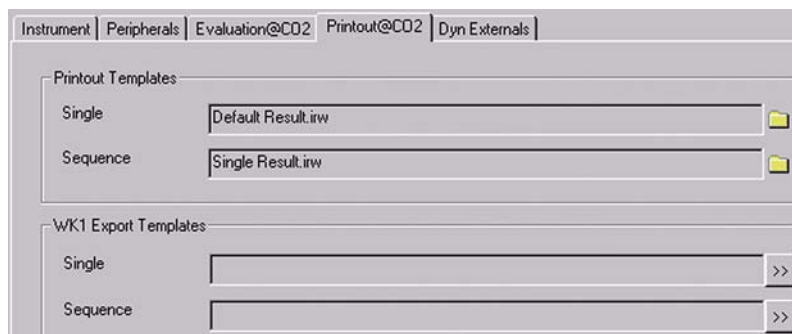 Instrument Peripherals Evaluation@CO2 Printout@CO2 Dyn Externals
Printout Templates
Single Default Result.irw
Sequence Single Result.irw
WK1 Export Templates
Single >>
Sequence >>